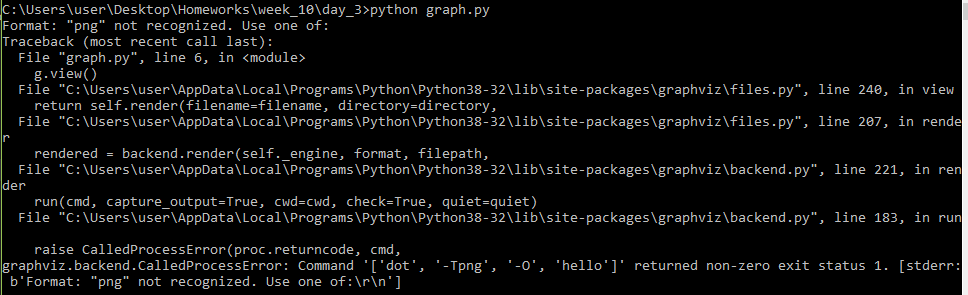 C:\Users\user\Desktop\Homeworks\week_10\day_3>python graph.py
Format: "png" not recognized. Use one of:
Traceback (most recent call last):
  File "graph.py", line 6, in <module>
    g.view()
  File "C:\Users\user\AppData\Local\Programs\Python\Python38-32\lib\site-packages\graphviz\files.py", line 240, in view
    return self.render(filename=filename, directory=directory,
  File "C:\Users\user\AppData\Local\Programs\Python\Python38-32\lib\site-packages\graphviz\files.py", line 207, in rende
r
    rendered = backend.render(self._engine, format, filepath,
  File "C:\Users\user\AppData\Local\Programs\Python\Python38-32\lib\site-packages\graphviz\backend.py", line 221, in ren
der
    run(cmd, capture_output=True, cwd=cwd, check=True, quiet=quiet)
  File "C:\Users\user\AppData\Local\Programs\Python\Python38-32\lib\site-packages\graphviz\backend.py", line 183, in run
    raise CalledProcessError(proc.returncode, cmd,
graphviz.backend.CalledProcessError: Command '['dot', '-Tpng', '-O', 'hello']' returned non-zero exit status 1. [stderr:
 b'Format: "png" not recognized. Use one of:\r\n']